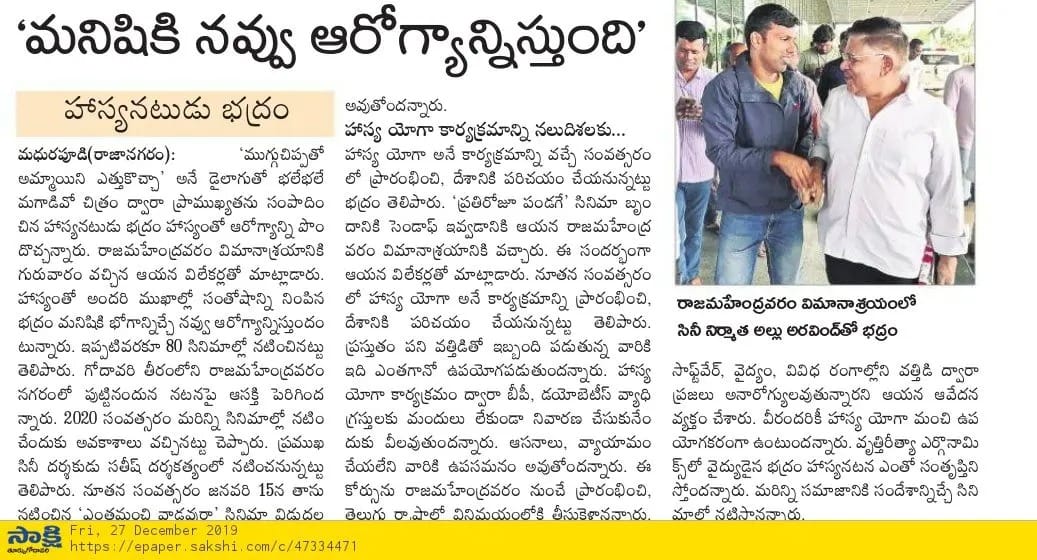 ‘మనిషికి నవ్వు ఆరోగ్యాన్నిస్తుంది’
హాస్యనటుడు భద్రం
మధురపూడి(రాజానగరం): ‘ముగ్గుచిప్పతో
అమ్మాయిని ఎత్తుకొచ్చా’ అనే డైలాగుతో భలేభలే
మగాడివో చిత్రం ద్వారా ప్రాముఖ్యతను సంపాదిం
చిన హాస్యనటుడు భద్రం హాస్యంతో ఆరోగ్యాన్ని పొం
దొచ్చన్నారు. రాజమహేంద్రవరం విమానాశ్రయానికి
గురువారం వచ్చిన ఆయన విలేకర్లతో మాట్లాడారు.
హాస్యంతో అందరి ముఖాల్లో సంతోషాన్ని నింపిన
భద్రం మనిషికి భోగాన్నిచ్చే నవ్వు ఆరోగ్యాన్నిస్తుందం
టున్నారు. ఇప్పటివరకూ 80 సినిమాల్లో నటించినట్టు
తెలిపారు. గోదావరి తీరంలోని రాజమహేంద్రవరం
నగరంలో పుట్టినందున నటనపై ఆసక్తి పెరిగింద
న్నారు. 2020 సంవత్సరం మరిన్ని సినిమాల్లో నటిం
చేందుకు అవకాశాలు వచ్చినట్టు చెప్పారు. ప్రముఖ
సినీ దర్శకుడు సతీష్ దర్శకత్వంలో నటించనున్నట్టు
తెలిపారు. నూతన సంవత్సరం జనవరి 15న తాను
నటించిన ‘ఎంతమంచి వాడవురా’ సినిమా విడుదల
అవుతోందన్నారు.
హాస్య యోగా కార్యక్రమాన్ని నలుదిశలకు...
హాస్య యోగా అనే కార్యక్రమాన్ని వచ్చే సంవత్సరం
లో ప్రారంభించి, దేశానికి పరిచయం చేయనున్నట్టు
భద్రం తెలిపారు. ‘ప్రతిరోజూ పండగే’ సినిమా బృం
దానికి సెండాఫ్ ఇవ్వడానికి ఆయన రాజమహేంద్ర
వరం విమానాశ్రయానికి వచ్చారు. ఈ సందర్భంగా
ఆయన విలేకర్లతో మాట్లాడారు. నూతన సంవత్సరం
లో హాస్య యోగా అనే కార్యక్రమాన్ని ప్రారంభించి,
దేశానికి పరిచయం చేయనున్నట్టు తెలిపారు.
ప్రస్తుతం పని వత్తిడితో ఇబ్బంది పడుతున్న వారికి
ఇది ఎంతగానో ఉపయోగపడుతుందన్నారు. హాస్య
యోగా కార్యక్రమం ద్వారా బీపీ, డయోబెటీస్ వ్యాధి
గ్రస్తులకు మందులు లేకుండా నివారణ చేసుకునేం
దుకు వీలవుతుందన్నారు. ఆసనాలు, వ్యాయామం
చేయలేని వారికి ఉపసమనం అవుతోందన్నారు. ఈ
కోర్సును రాజమహేంద్రవరం నుంచే ప్రారంభించి,
తెలుగు రా.ష్ట్రాల్లో వినియంలోకి తీసుకెళానన్నారు.
రాజమహేంద్రవరం విమానాశ్రయంలో
సినీ నిర్మాత అల్లు అరవింద్‌తో భద్రం
సాఫ్ట్‌వేర్, వైద్యం, వివిధ రంగాల్లోని వత్తిడి ద్వారా
ప్రజలు అనారోగ్యులవుతున్నారని ఆయన ఆవేదన
వ్యక్తం చేశారు. వీరందరికీ హాస్య యోగా మంచి ఉప
యోగకరంగా ఉంటుందన్నారు. వృత్తిరీత్యా ఎర్గొనామి
క్స్‌లో వైద్యుడైన భద్రం హాస్యనటన ఎంతో సంతృప్తిని
స్తోందన్నారు. మరిన్ని సమాజానికి సందేశాన్నిచ్చే సిని
మాల్లో నటిస్తానన్నారు.
సాక్షి
తూర్పుగోదావరి
Fri, 27 December 2019
https://epaper.sakshi.com/c/47334471